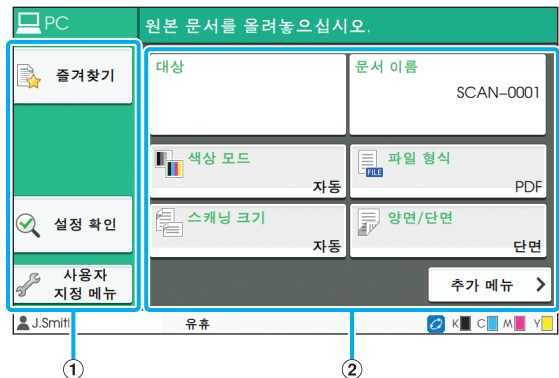 PC
원본 문서를 올려놓으십시오.
즐겨찾기
설정 확인
사용자
지정 메뉴
대상
문서 이름
SCAN-0001
색상 모드
자동
파일 형식
FILE
PDF
스캐닝 크기
자동
양면/단면
단면
추가 메뉴
J.Smith
유휴
K C M Y
① ②